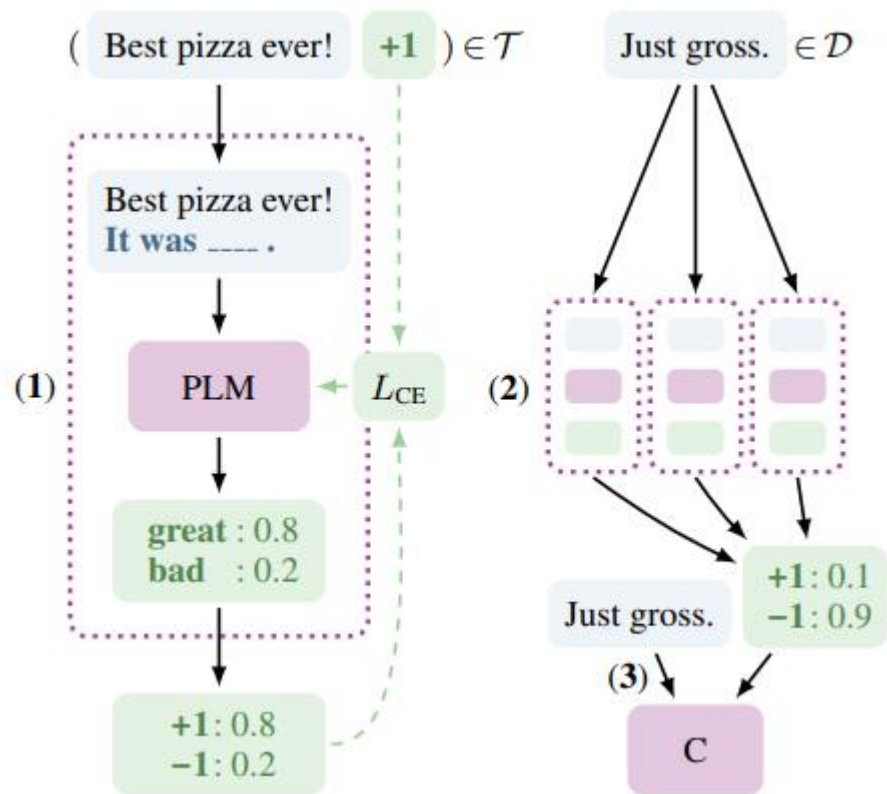 ( Best pizza ever! +1 ) ∈ 𝒯
Best pizza ever!
It was ____ .
(1)
PLM
L_CE
great : 0.8
bad : 0.2
+1: 0.8
−1: 0.2
Just gross. ∈ 𝒟
(2)
+1: 0.1
−1: 0.9
Just gross.
(3)
C